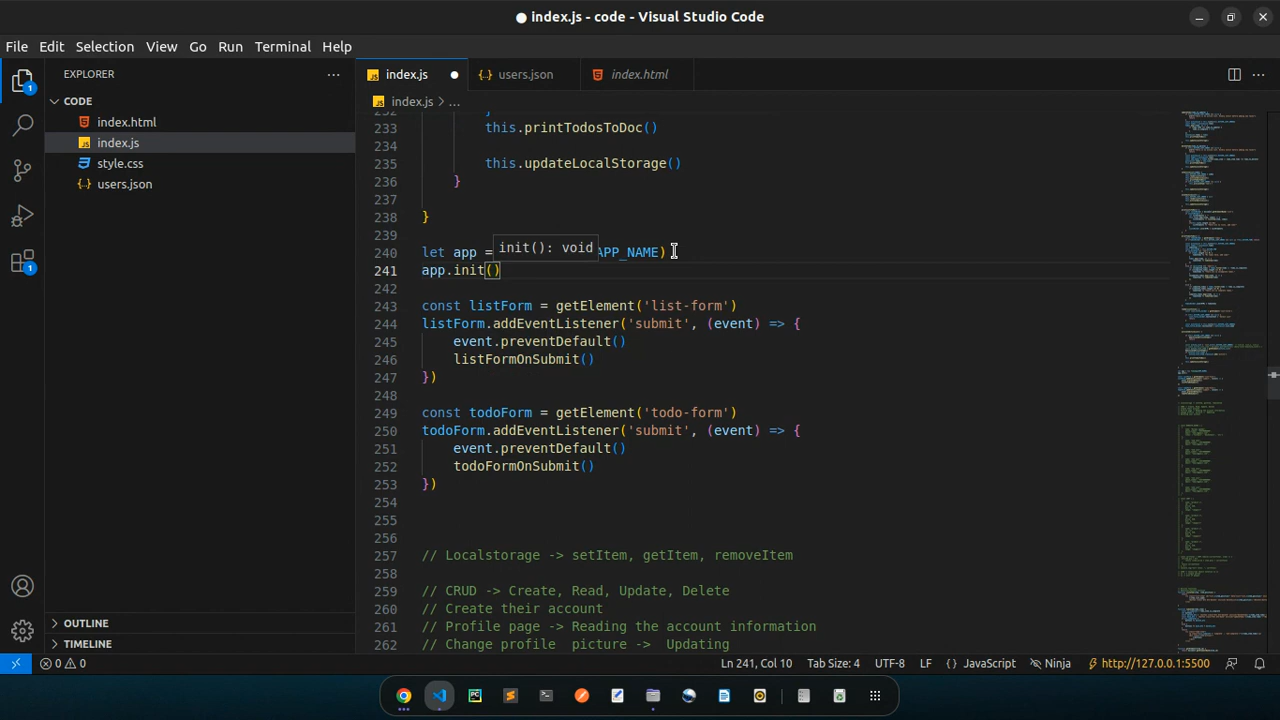 index.js - code - Visual Studio Code
File Edit Selection View Go Run Terminal Help
EXPLORER
index.js
users.json
index.html
CODE
index.js > ...
index.html
index.js
style.css
users.json
233 this.printTodosToDoc()
234
235 this.updateLocalStorage()
236 }
237
238 }
239
init(): void
240 let app = APP_NAME)
241 app.init()
242
243 const listForm = getElement('list-form')
244 listForm.addEventListener('submit', (event) => {
245 event.preventDefault()
246 listFormOnSubmit()
247 })
248
249 const todoForm = getElement('todo-form')
250 todoForm.addEventListener('submit', (event) => {
251 event.preventDefault()
252 todoFormOnSubmit()
253 })
254
255
256
257 // Localstorage -> setItem, getItem, removeItem
258
259 // CRUD -> Create, Read, Update, Delete
260 // Create their account
261 // Profile page -> Reading the account information
262 // Change profile  picture ->  Updating
OUTLINE
TIMELINE
1
1
0 0 Ln 241, Col 10 Tab Size: 4 UTF-8 LF {} JavaScript Ninja http://127.0.1:5500